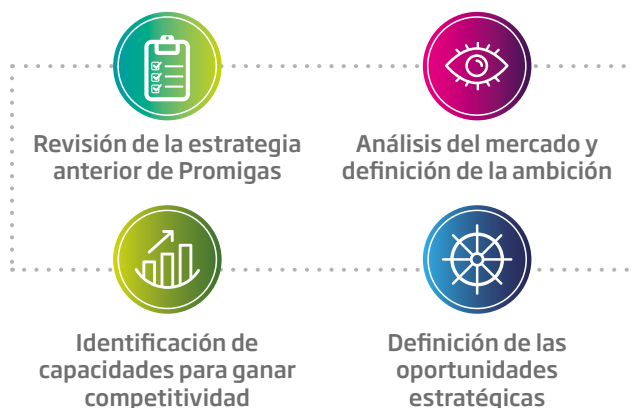 Revisión de la estrategia
anterior de Promigas
Análisis del mercado y
definición de la ambición
Identificación de
capacidades para ganar
competitividad
Definición de las
oportunidades
estratégicas